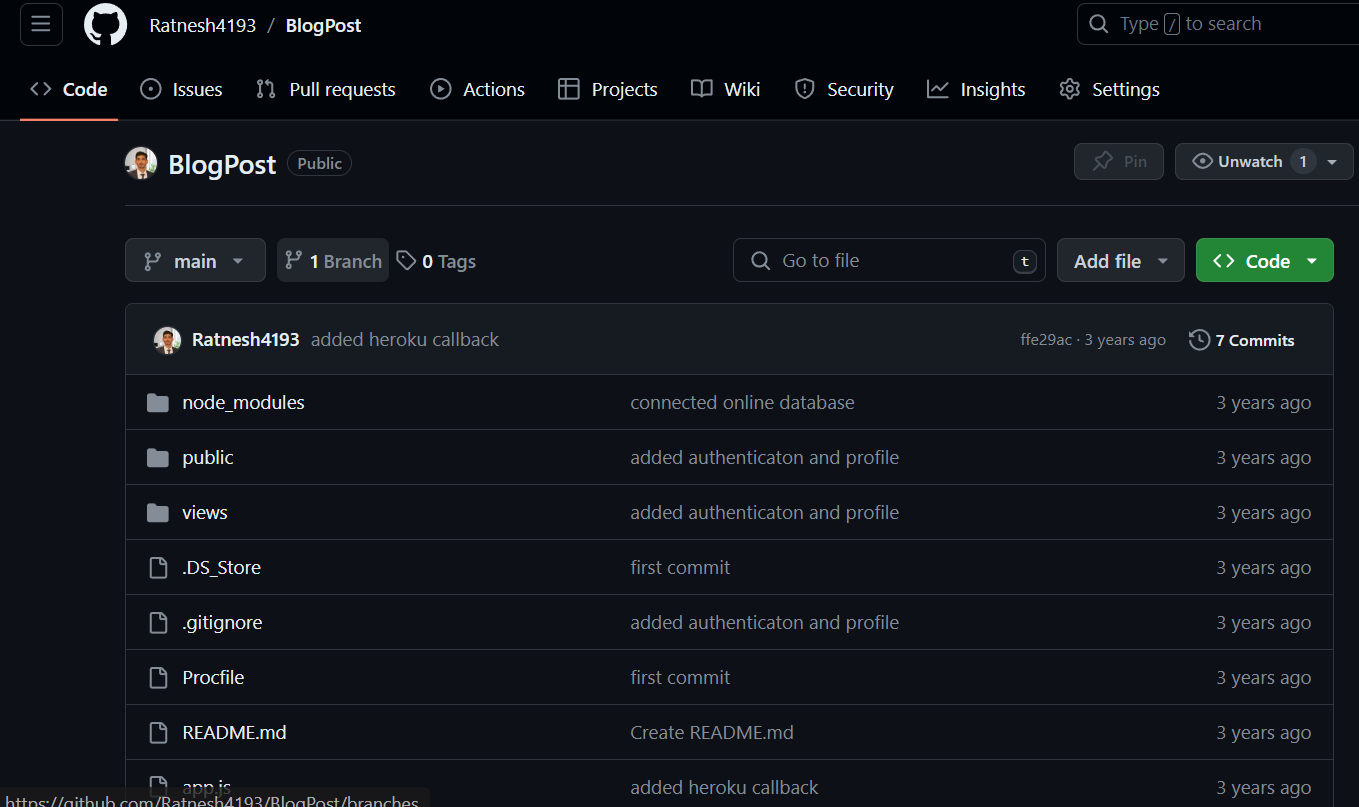 Ratnesh4193 / BlogPost
Type / to search
Code Issues Pull requests Actions Projects Wiki Security Insights Settings
BlogPost Public Pin Unwatch 1
main 1 Branch 0 Tags Go to file t Add file Code
Ratnesh4193 added heroku callback ffe29ac · 3 years ago 7 Commits
node_modules connected online database 3 years ago
public added authenticaton and profile 3 years ago
views added authenticaton and profile 3 years ago
.DS_Store first commit 3 years ago
.gitignore added authenticaton and profile 3 years ago
Procfile first commit 3 years ago
README.md Create README.md 3 years ago
app.js added heroku callback 3 years ago
https://github.com/Ratnesh4193/BlogPost/branches